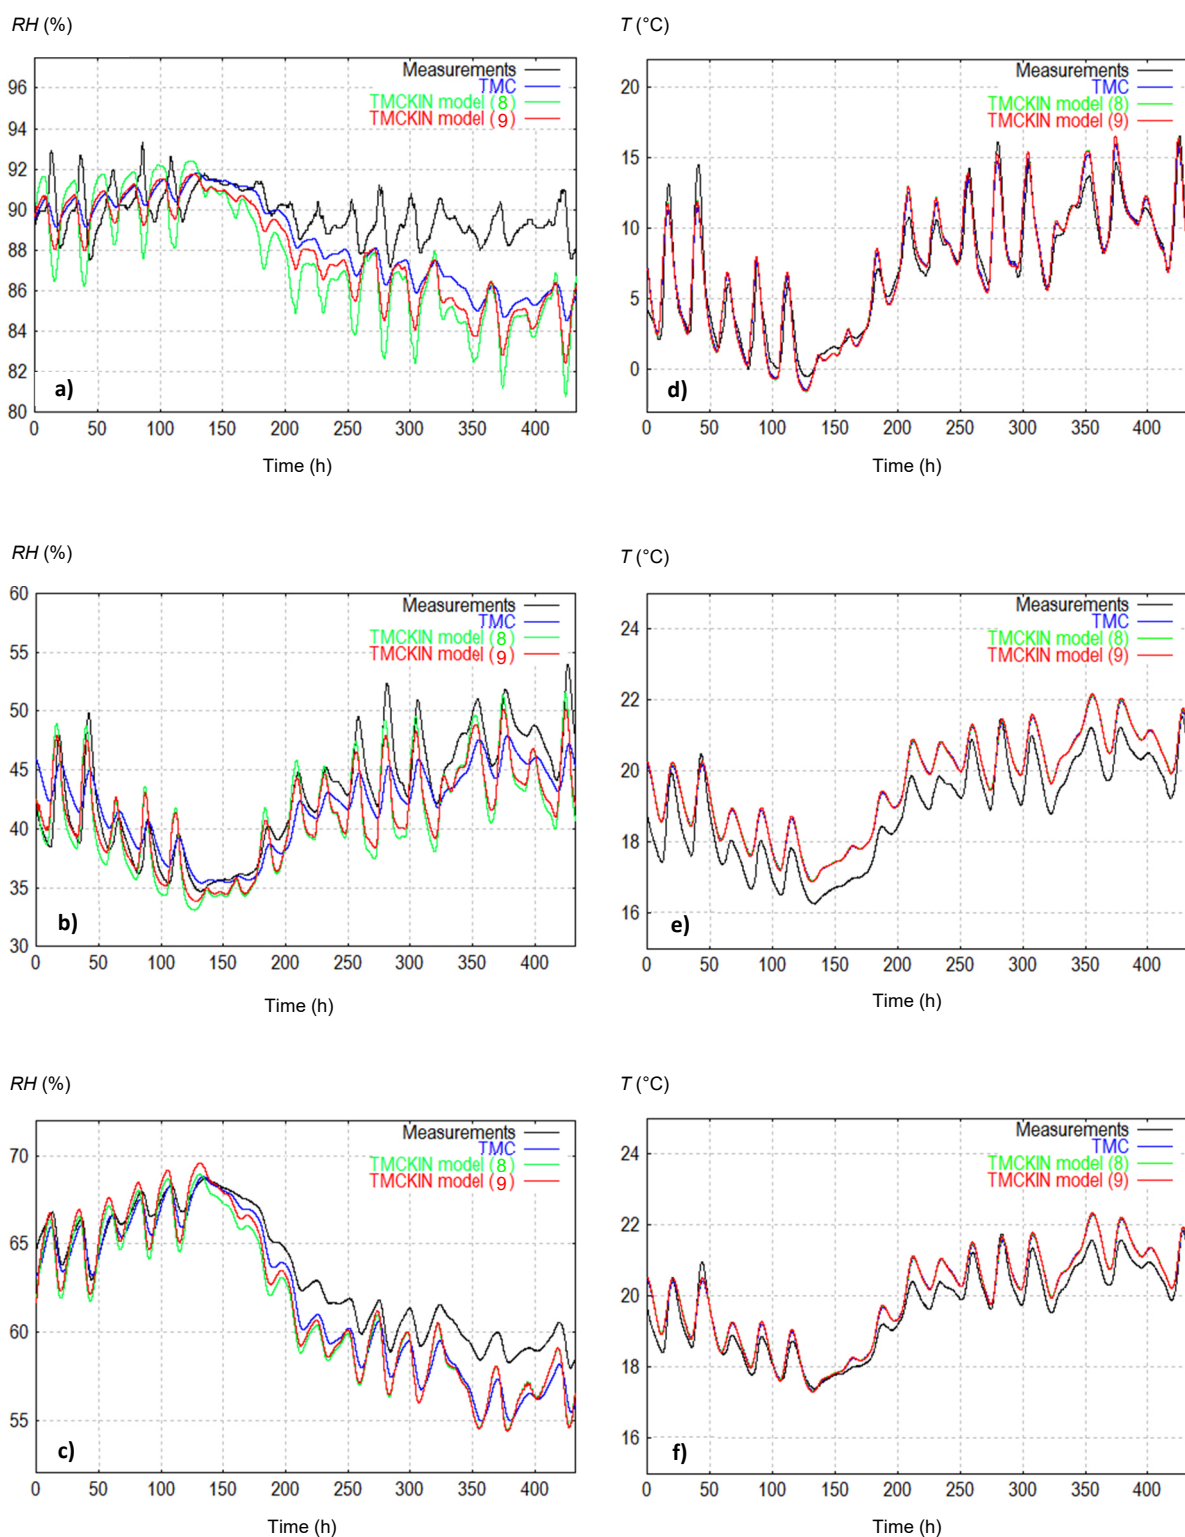 RH (%)
Measurements
TMC
TMCKIN model (8)
TMCKIN model (9)
96
94
92
90
88
86
84
82
80
a)
0 50 100 150 200 250 300 350 400
Time (h)
T (°C)
Measurements
TMC
TMCKIN model (8)
TMCKIN model (9)
20
15
10
5
0
d)
0 50 100 150 200 250 300 350 400
Time (h)
RH (%)
Measurements
TMC
TMCKIN model (8)
TMCKIN model (9)
60
55
50
45
40
35
30
b)
0 50 100 150 200 250 300 350 400
Time (h)
T (°C)
Measurements
TMC
TMCKIN model (8)
TMCKIN model (9)
24
22
20
18
16
e)
0 50 100 150 200 250 300 350 400
Time (h)
RH (%)
Measurements
TMC
TMCKIN model (8)
TMCKIN model (9)
70
65
60
55
c)
0 50 100 150 200 250 300 350 400
Time (h)
T (°C)
Measurements
TMC
TMCKIN model (8)
TMCKIN model (9)
24
22
20
18
16
f)
0 50 100 150 200 250 300 350 400
Time (h)